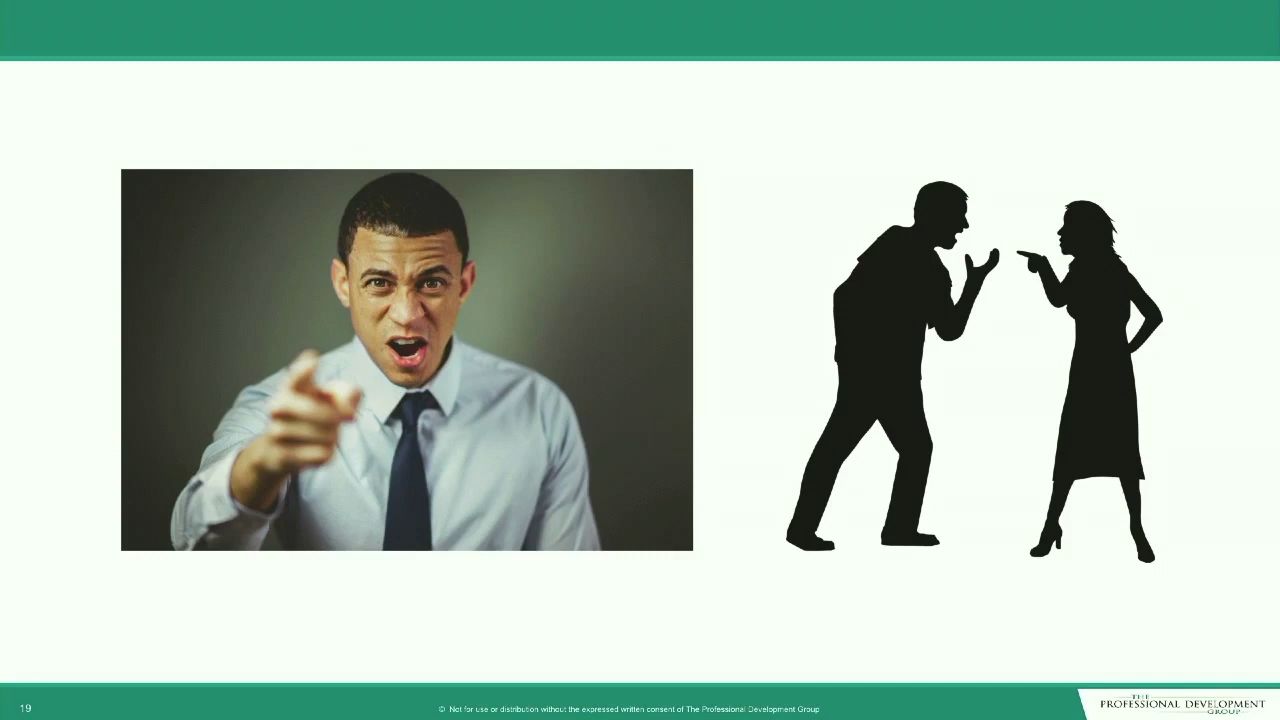 19
© Not for use or distribution without the expressed written consent of The Professional Development Group
THE
PROFESSIONAL DEVELOPMENT
GROUP